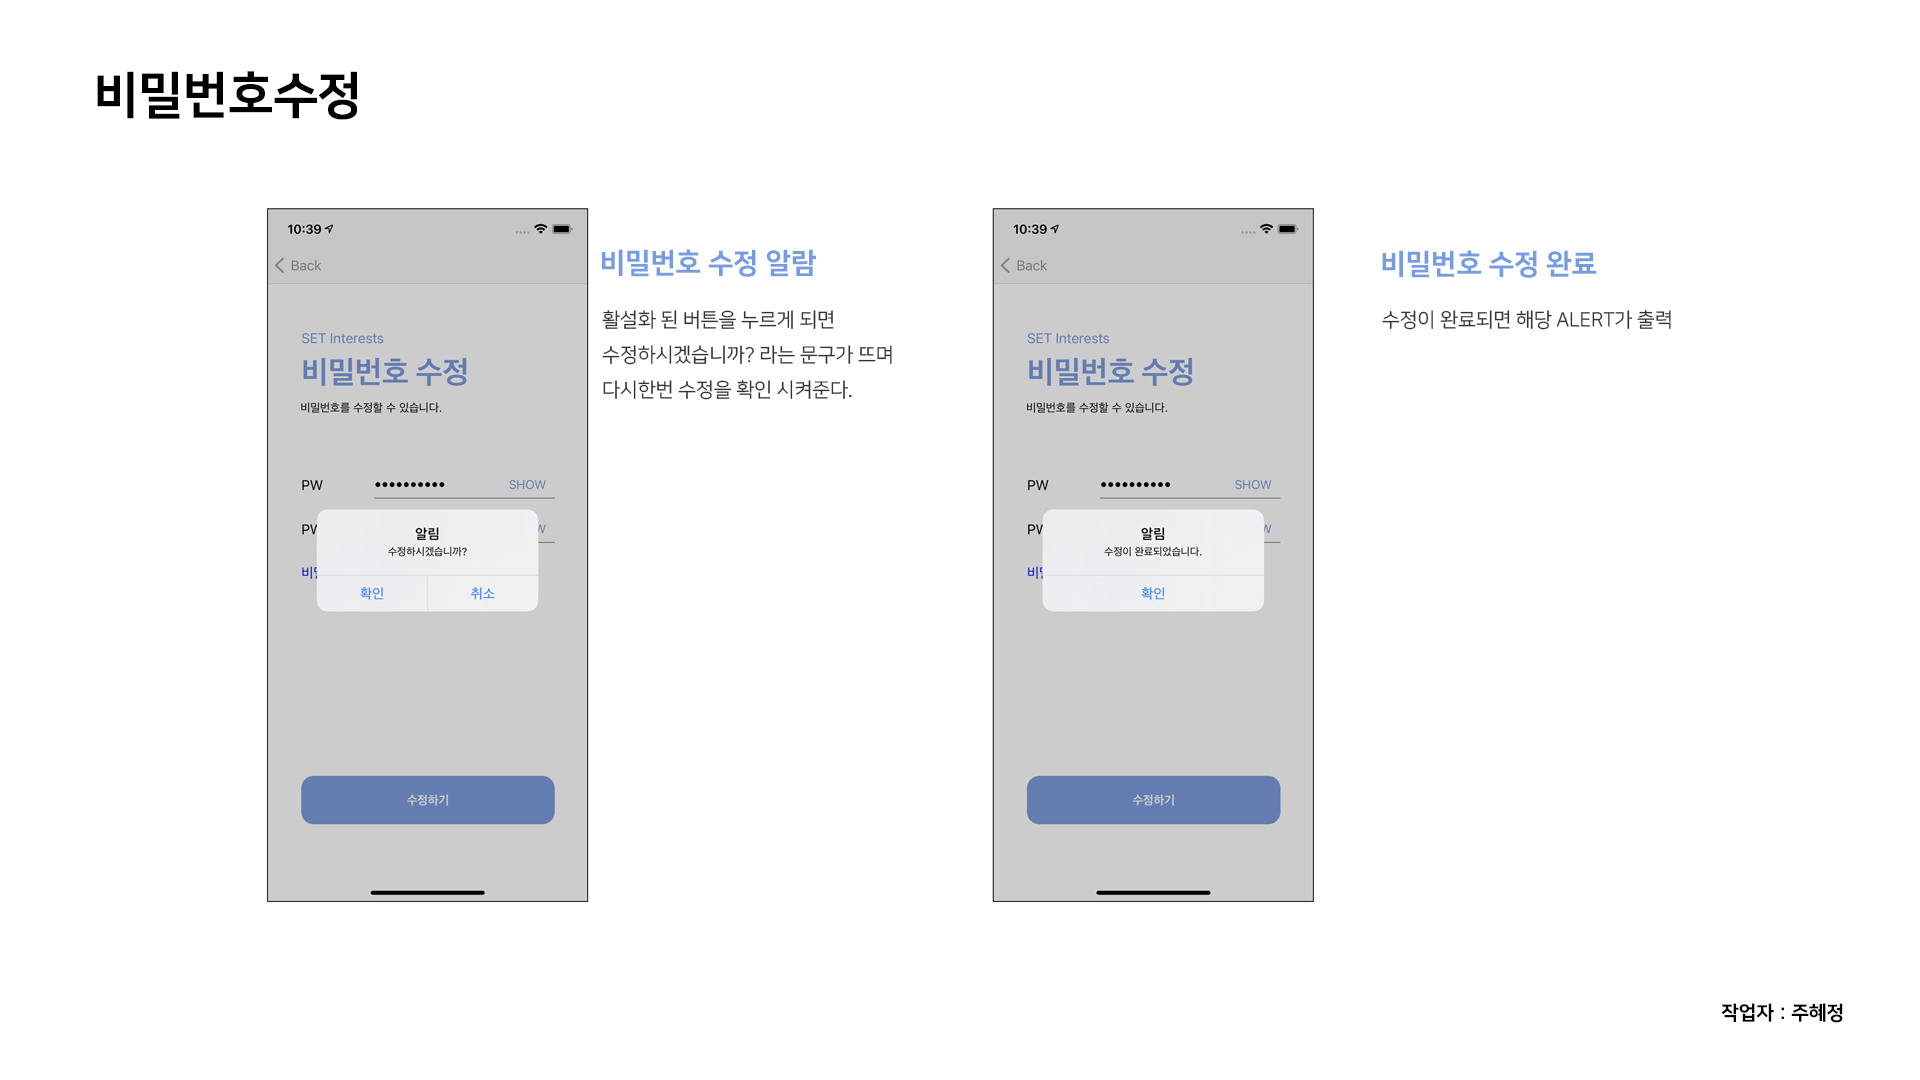 비밀번호수정
10:39
Back
SET Interests
비밀번호 수정
비밀번호를 수정할 수 있습니다.
PW
SHOW
알림
수정하시겠습니까?
확인
취소
수정하기
비밀번호 수정 알람
활설화 된 버튼을 누르게 되면
수정하시겠습니까? 라는 문구가 뜨며
다시한번 수정을 확인 시켜준다.
10:39
Back
SET Interests
비밀번호 수정
비밀번호를 수정할 수 있습니다.
PW
SHOW
알림
수정이 완료되었습니다.
확인
수정하기
비밀번호 수정 완료
수정이 완료되면 해당 ALERT가 출력
작업자 : 주혜정